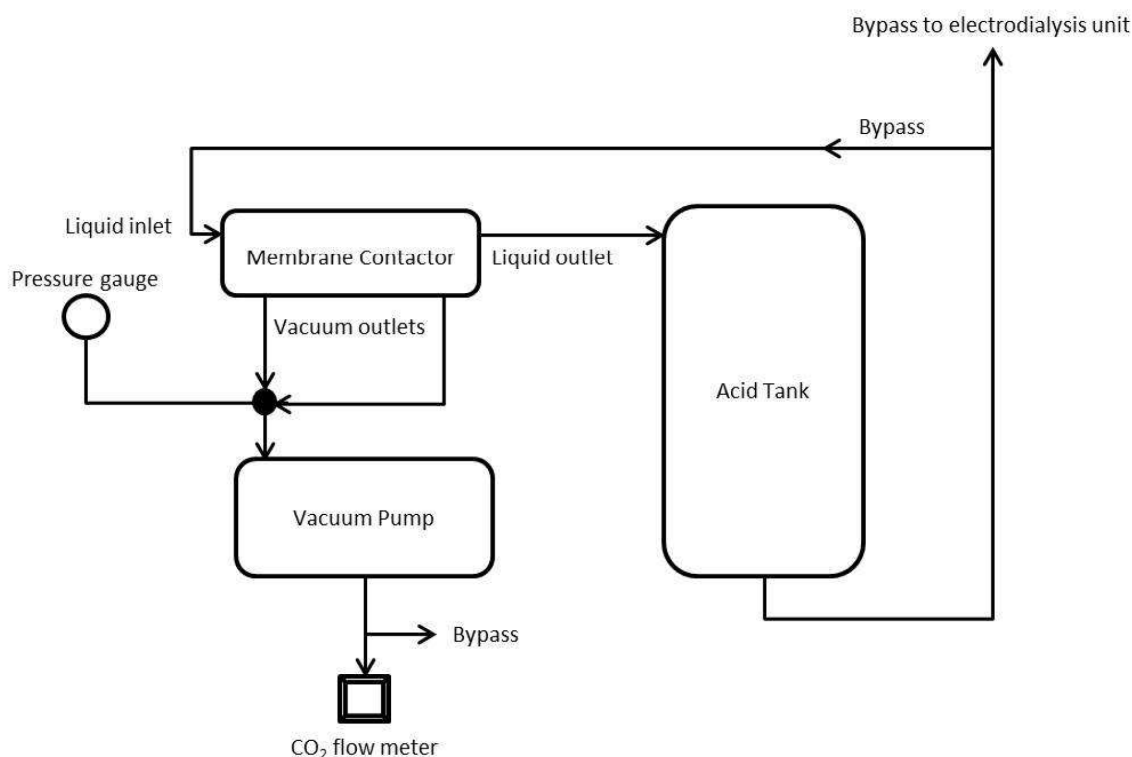 Bypass to electrodialysis unit
Bypass
Liquid inlet
Membrane Contactor
Liquid outlet
Pressure gauge
Vacuum outlets
Acid Tank
Vacuum Pump
Bypass
CO₂ flow meter